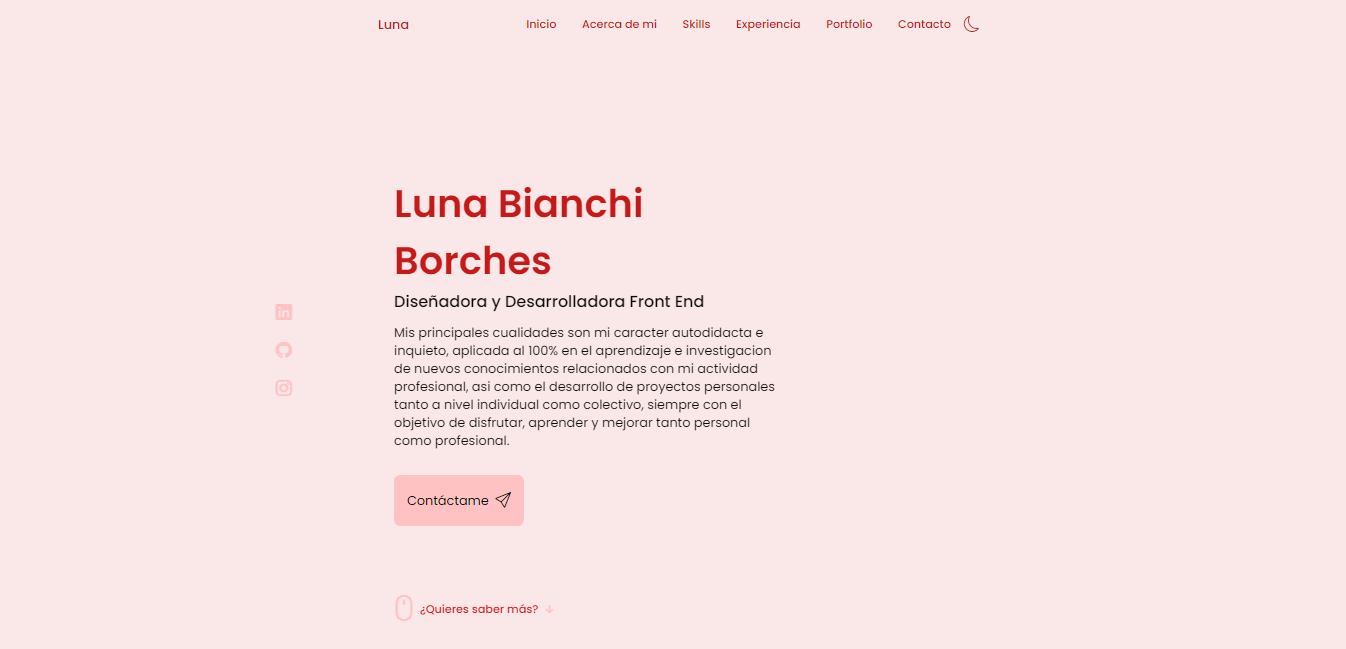 Luna
Inicio Acerca de mi Skills Experiencia Portfolio Contacto
Luna Bianchi
Borches
Diseñadora y Desarrolladora Front End
Mis principales cualidades son mi caracter autodidacta e
inquieto, aplicada al 100% en el aprendizaje e investigacion
de nuevos conocimientos relacionados con mi actividad
profesional, asi como el desarrollo de proyectos personales
tanto a nivel individual como colectivo, siempre con el
objetivo de disfrutar, aprender y mejorar tanto personal
como profesional.
Contáctame
¿Quieres saber más?